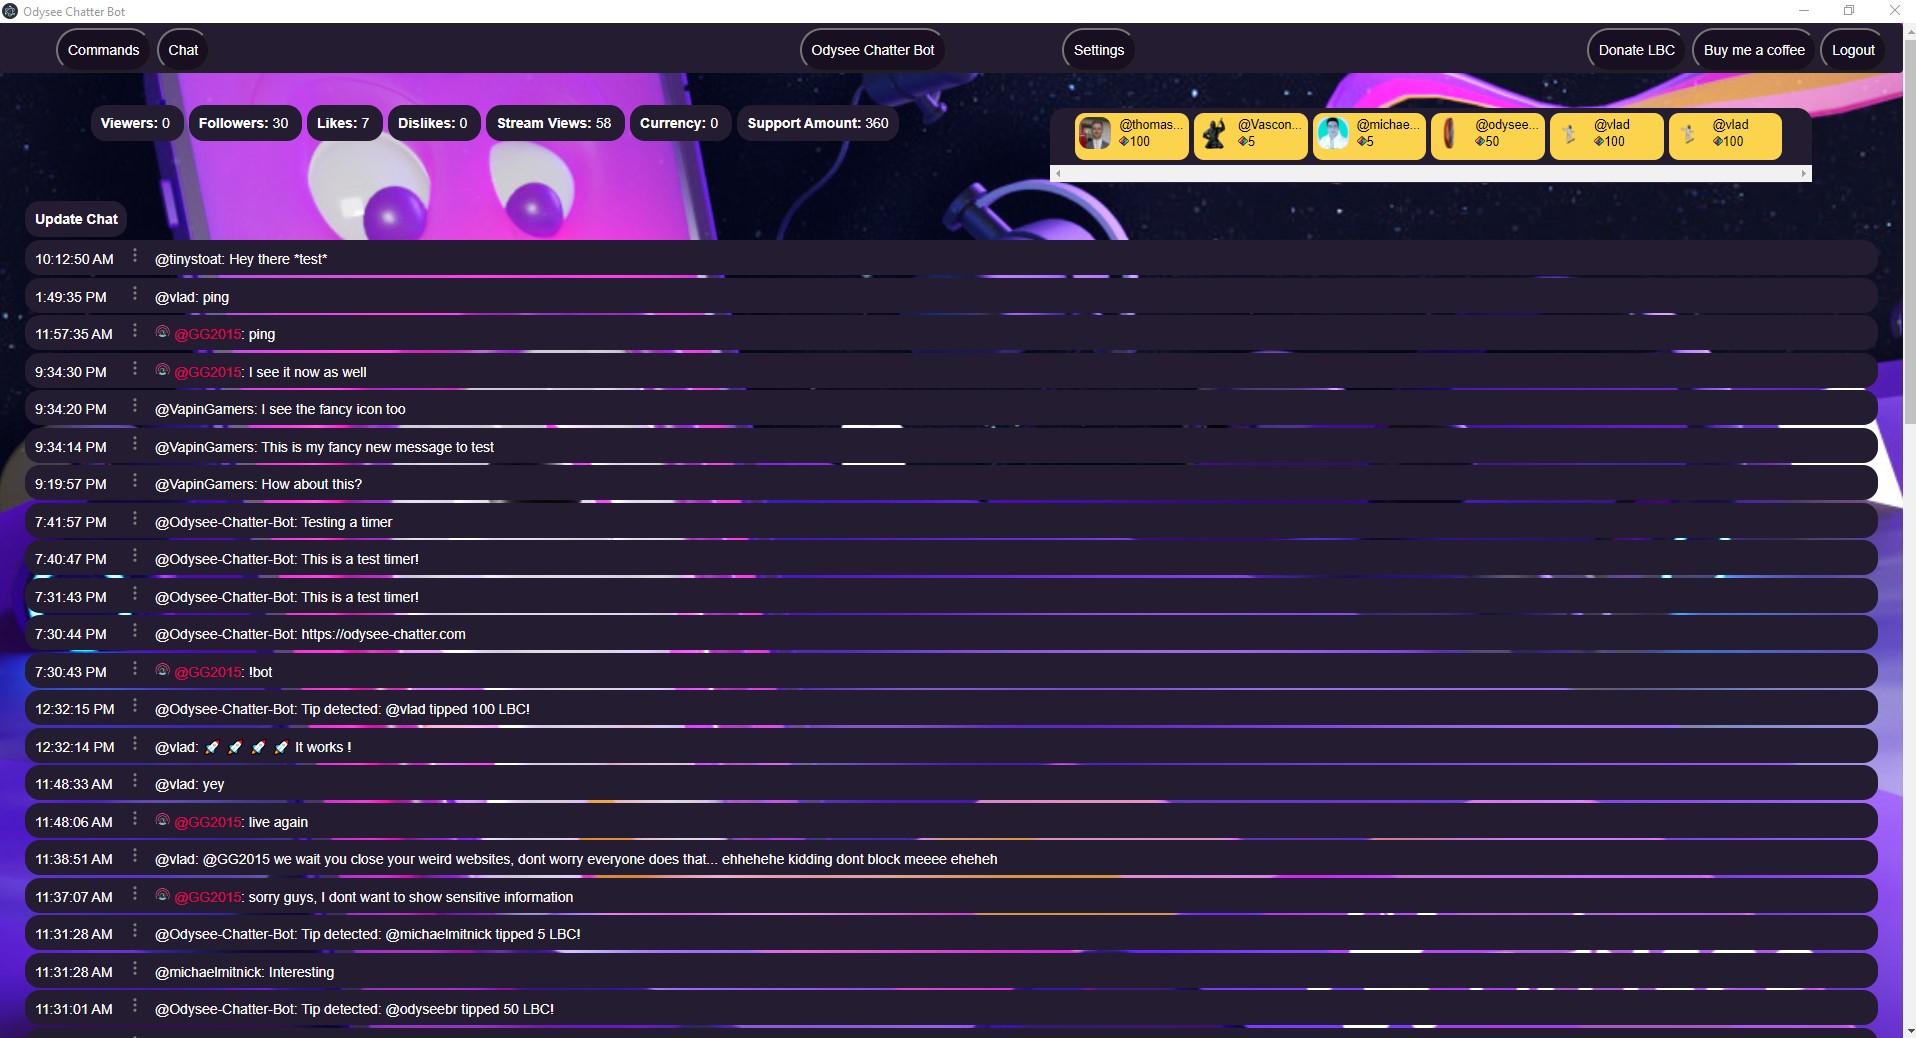 Odysee Chatter Bot
Commands Chat Odysee Chatter Bot Settings Donate LBC Buy me a coffee Logout
Viewers: 0 Followers: 30 Likes: 7 Dislikes: 0 Stream Views: 58 Currency: 0 Support Amount: 360
@thomas... @Vascon... @michae... @odysee... @vlad @vlad
100 5 5 50 100 100
Update Chat
10:12:50 AM @tinystoat: Hey there *test*
1:49:35 PM @vlad: ping
11:57:35 AM @GG2015: ping
9:34:30 PM @GG2015: I see it now as well
9:34:20 PM @VapinGamers: I see the fancy icon too
9:34:14 PM @VapinGamers: This is my fancy new message to test
9:19:57 PM @VapinGamers: How about this?
7:41:57 PM @Odysee-Chatter-Bot: Testing a timer
7:40:47 PM @Odysee-Chatter-Bot: This is a test timer!
7:31:43 PM @Odysee-Chatter-Bot: This is a test timer!
7:30:44 PM @Odysee-Chatter-Bot: https://odysee-chatter.com
7:30:43 PM @GG2015: !bot
12:32:15 PM @Odysee-Chatter-Bot: Tip detected: @vlad tipped 100 LBC!
12:32:14 PM @vlad: 🚀 🚀 🚀 🚀 It works !
11:48:33 AM @vlad: yey
11:48:06 AM @GG2015: live again
11:38:51 AM @vlad: @GG2015 we wait you close your weird websites, dont worry everyone does that... ehhehehe kidding dont block meeee eheheh
11:37:07 AM @GG2015: sorry guys, I dont want to show sensitive information
11:31:28 AM @Odysee-Chatter-Bot: Tip detected: @michaelmitnick tipped 5 LBC!
11:31:28 AM @michaelmitnick: Interesting
11:31:01 AM @Odysee-Chatter-Bot: Tip detected: @odyseebr tipped 50 LBC!